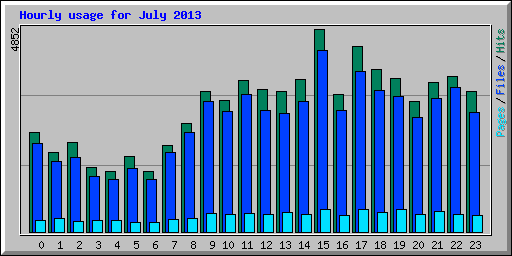 Hourly usage for July 2013
4852
Pages / Files / Hits
0 1 2 3 4 5 6 7 8 9 10 11 12 13 14 15 16 17 18 19 20 21 22 23